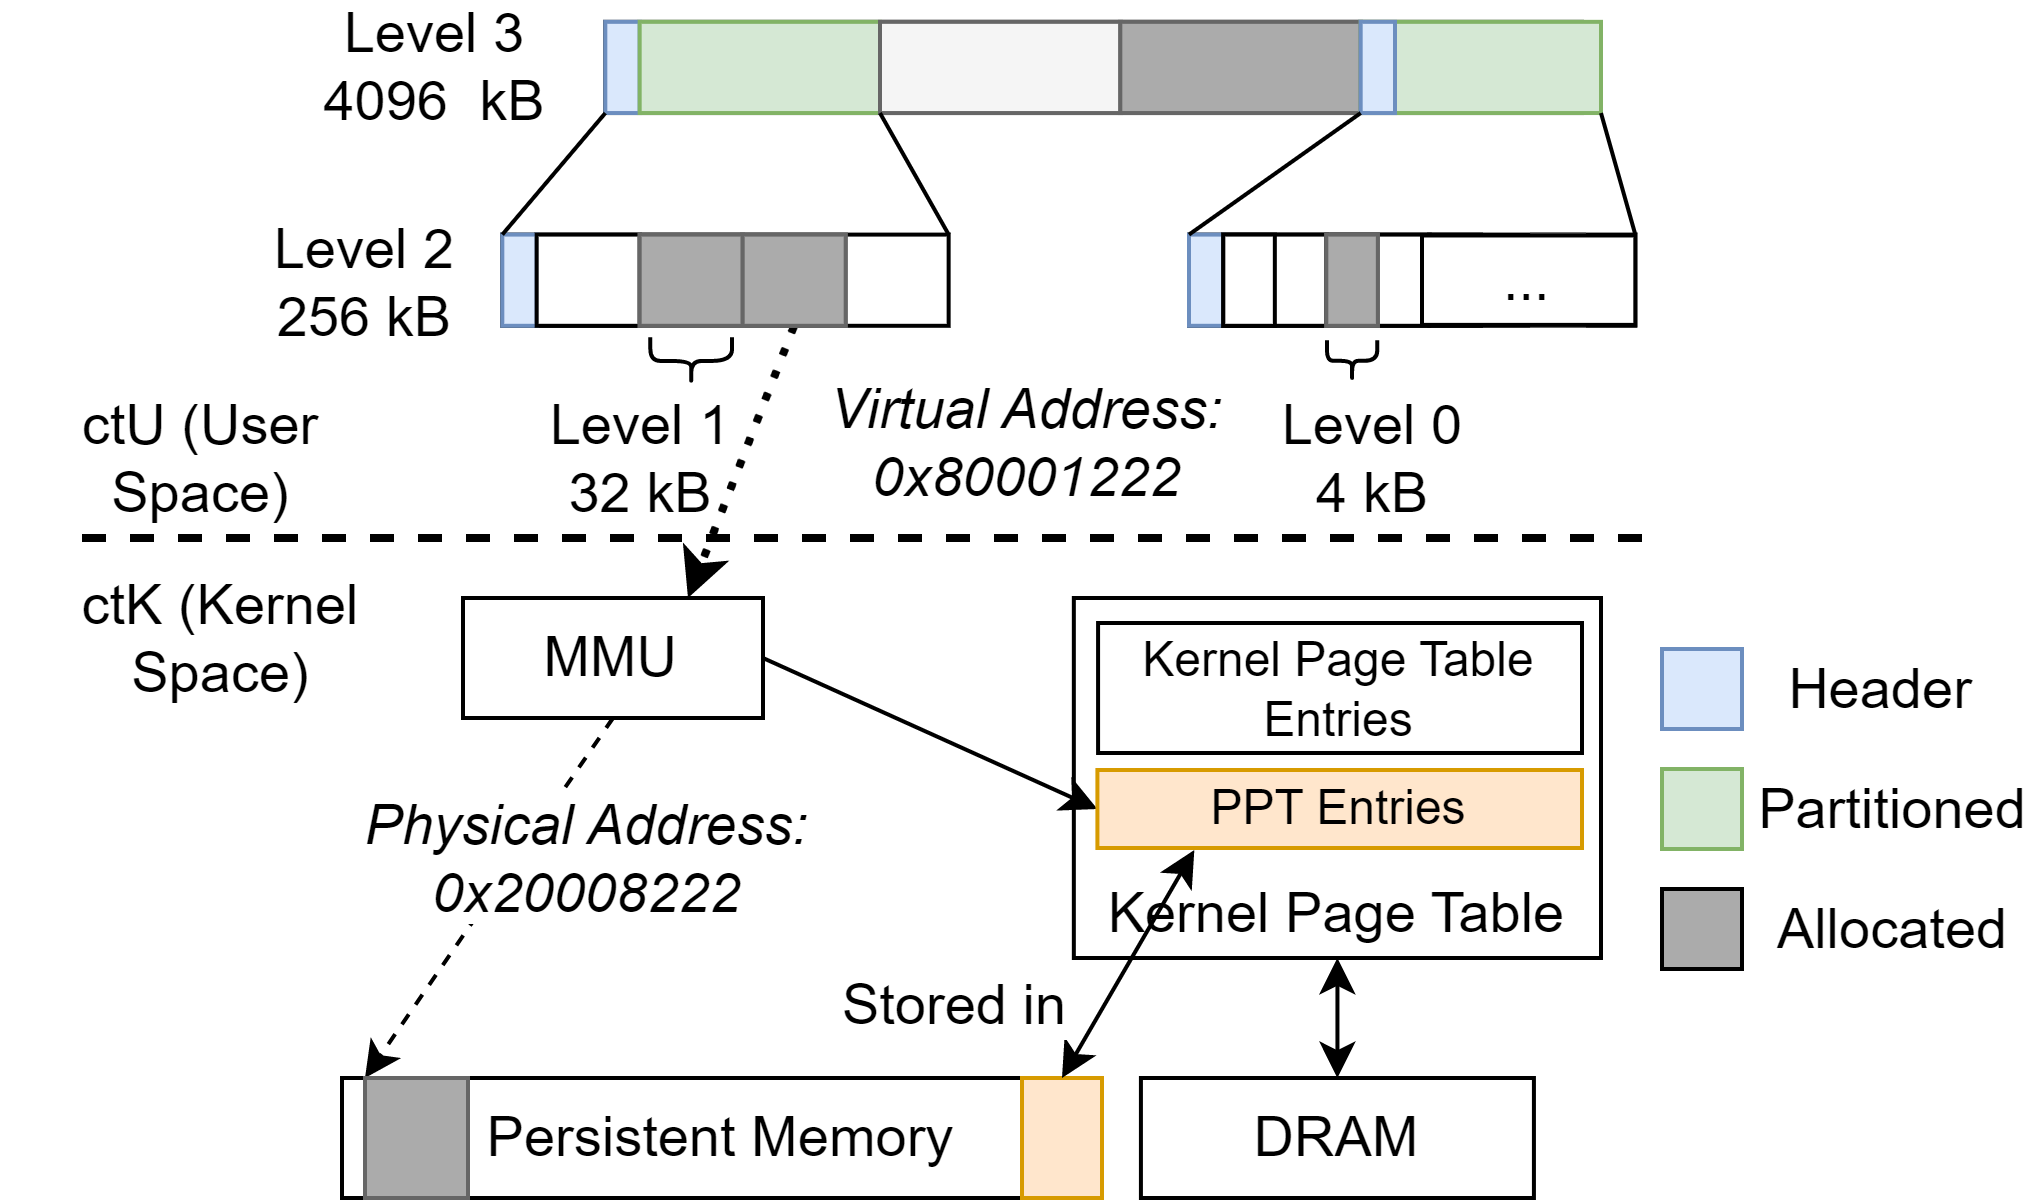 Level 3
4096 kB
Level 2
256 kB
...
ctU (User
Space)
Level 1
32 kB
Virtual Address:
0x80001222
Level 0
4 kB
ctK (Kernel
Space)
MMU
Kernel Page Table
Entries
PPT Entries
Kernel Page Table
Header
Partitioned
Allocated
Physical Address:
0x20008222
Stored in
Persistent Memory
DRAM